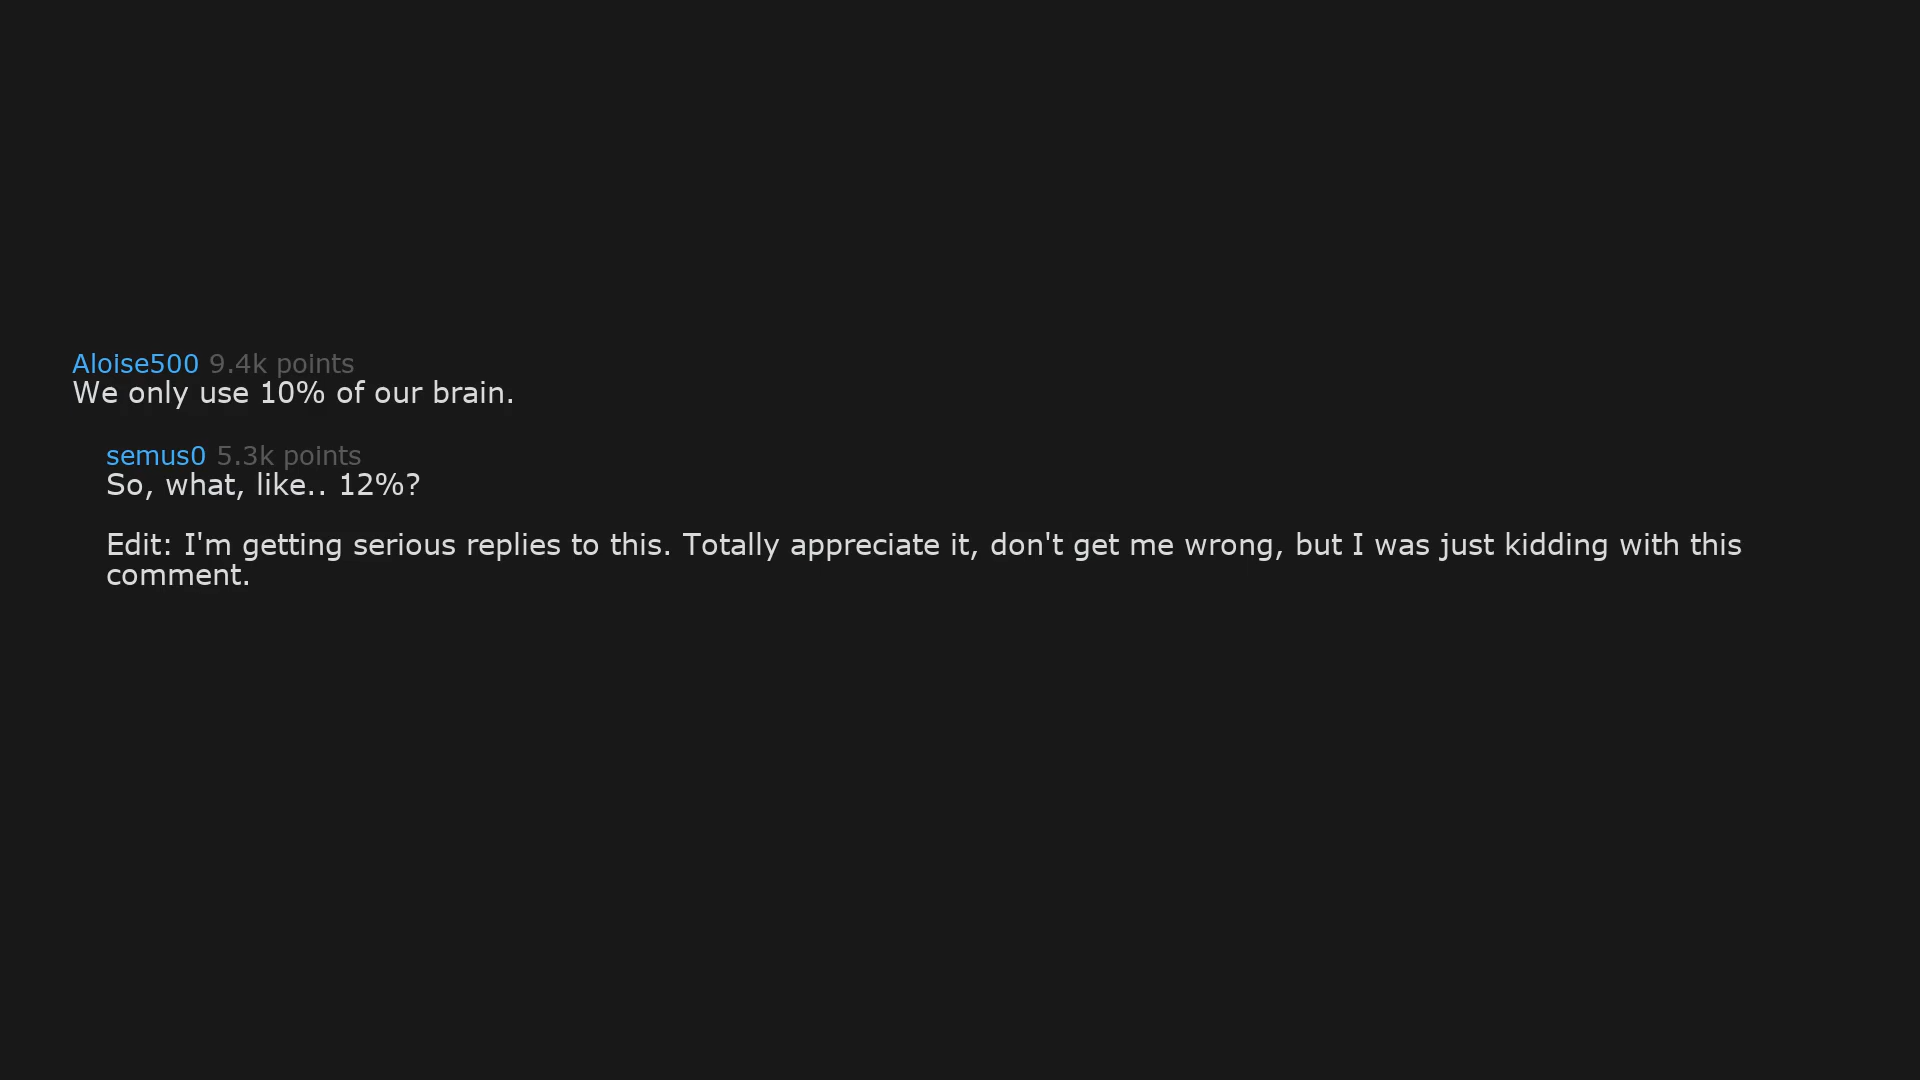 Aloise500 9.4k points
We only use 10% of our brain.
semus0 5.3k points
So, what, like.. 12%?
Edit: I'm getting serious replies to this. Totally appreciate it, don't get me wrong, but I was just kidding with this
comment.